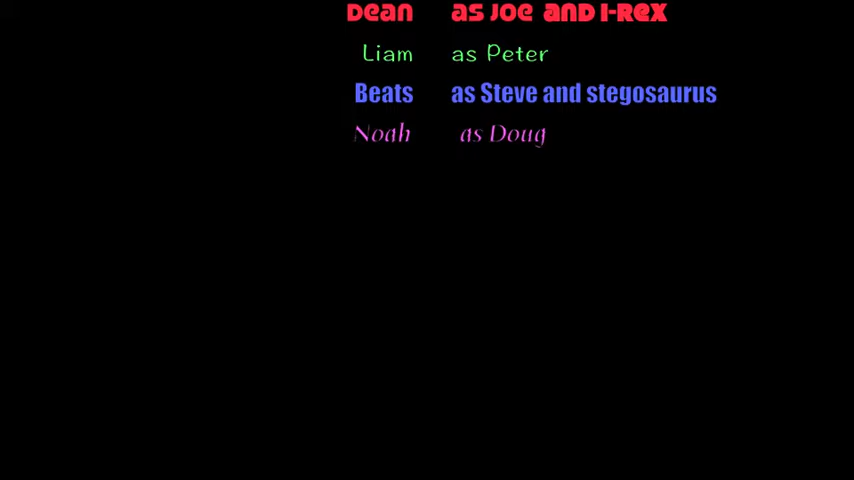 Dean as Joe and I-Rex
Liam as Peter
Beats as Steve and stegosaurus
Noah as Doug